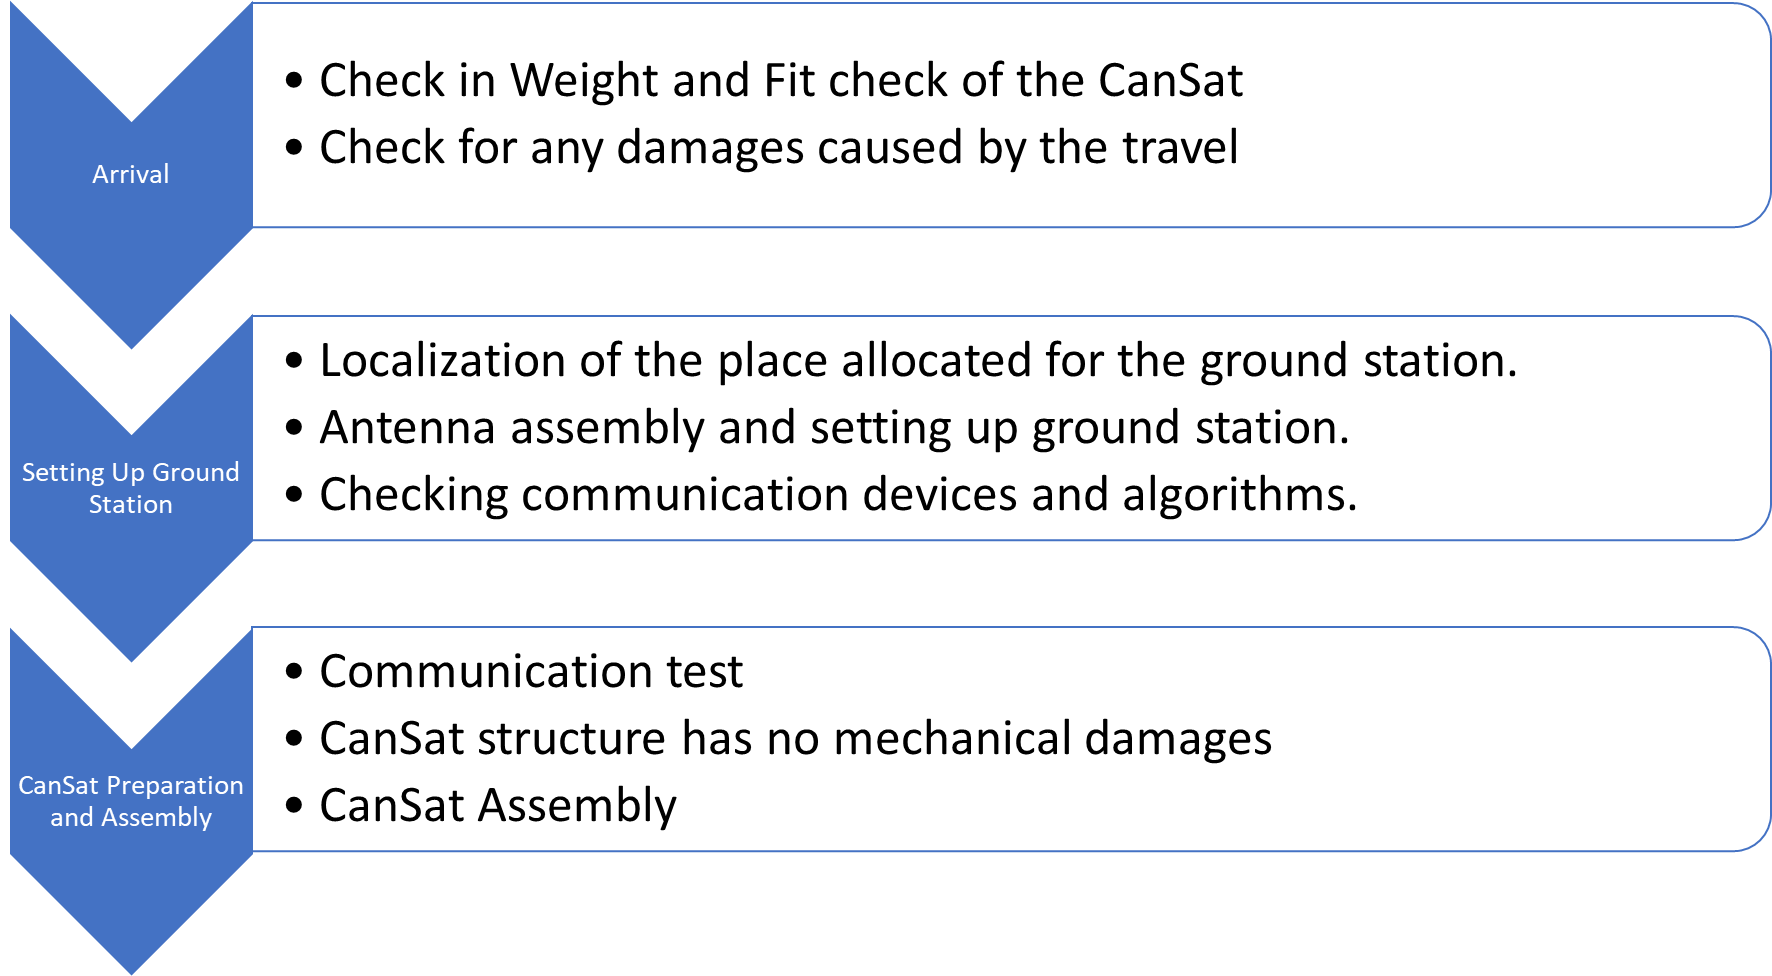 Arrival
• Check in Weight and Fit check of the CanSat
• Check for any damages caused by the travel
Setting Up Ground
Station
• Localization of the place allocated for the ground station.
• Antenna assembly and setting up ground station.
• Checking communication devices and algorithms.
CanSat Preparation
and Assembly
• Communication test
• CanSat structure has no mechanical damages
• CanSat Assembly